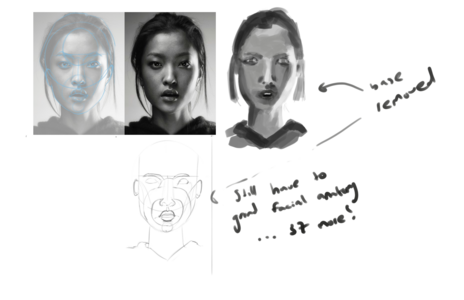 base
removed
Still have to
grind facial anatomy
... 37 more!